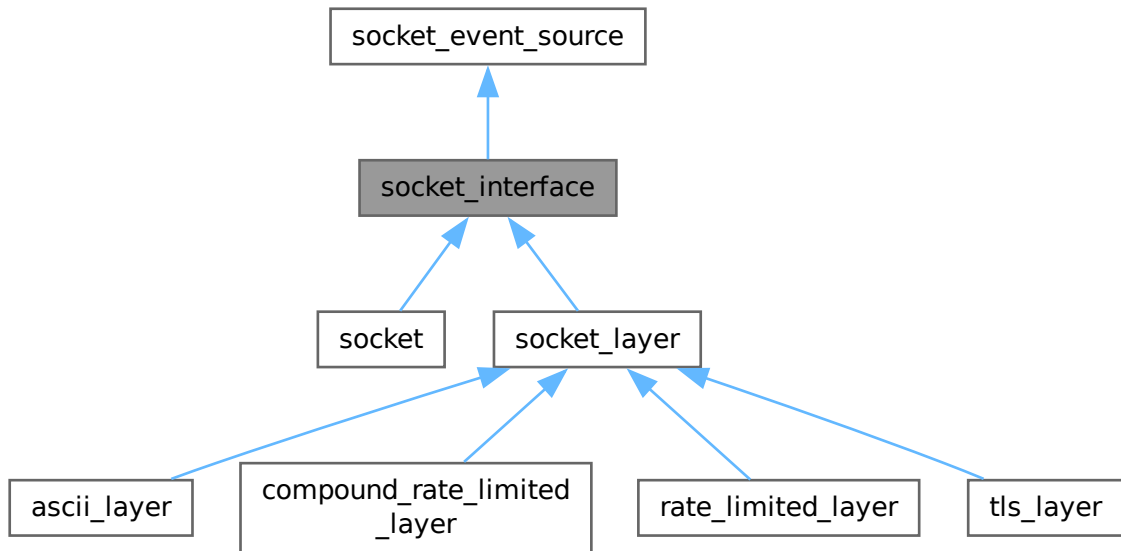 socket_event_source
socket_interface
socket
socket_layer
ascii_layer
compound_rate_limited
_layer
rate_limited_layer
tls_layer